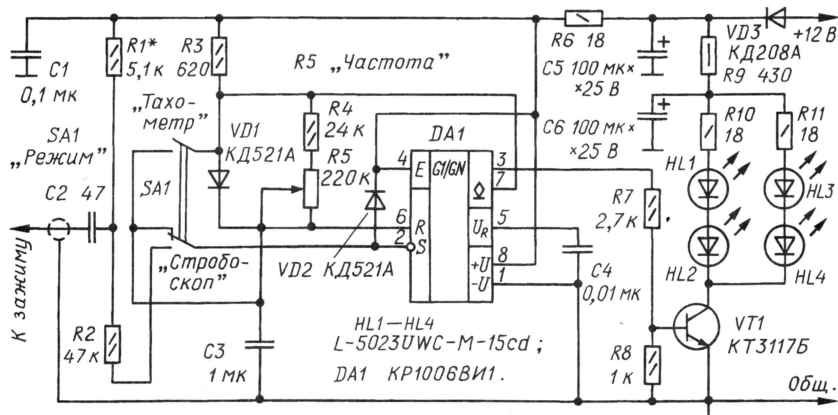 R1*
5,1к
R3
620
C1
0,1 мк
R5 „Частота"
R6 18
C5 100 мк×
×25 В
VD3
КД208А
+12 В
R9 430
„Тахо-
метр"
SA1
„Режим"
VD1
КД521А
R4
24к
R5
220 к
DA1
C6 100 мк×
×25 В
R10
18
R11
18
C2 47
SA1
4
E
G1/GN
3
7
6
R
2
S
U_R
5
+U
8
-U
1
R7
2,7к
HL1
HL3
HL2
HL4
К зажиму
„Стробо-
скоп"
VD2 КД521А
C4
0,01 мк
R2
47к
C3
1 мк
HL1—HL4
L-5023UWC-M-15cd ;
DA1 КР1006ВИ1.
R8
1 к
VT1
КТ3117Б
Общ.